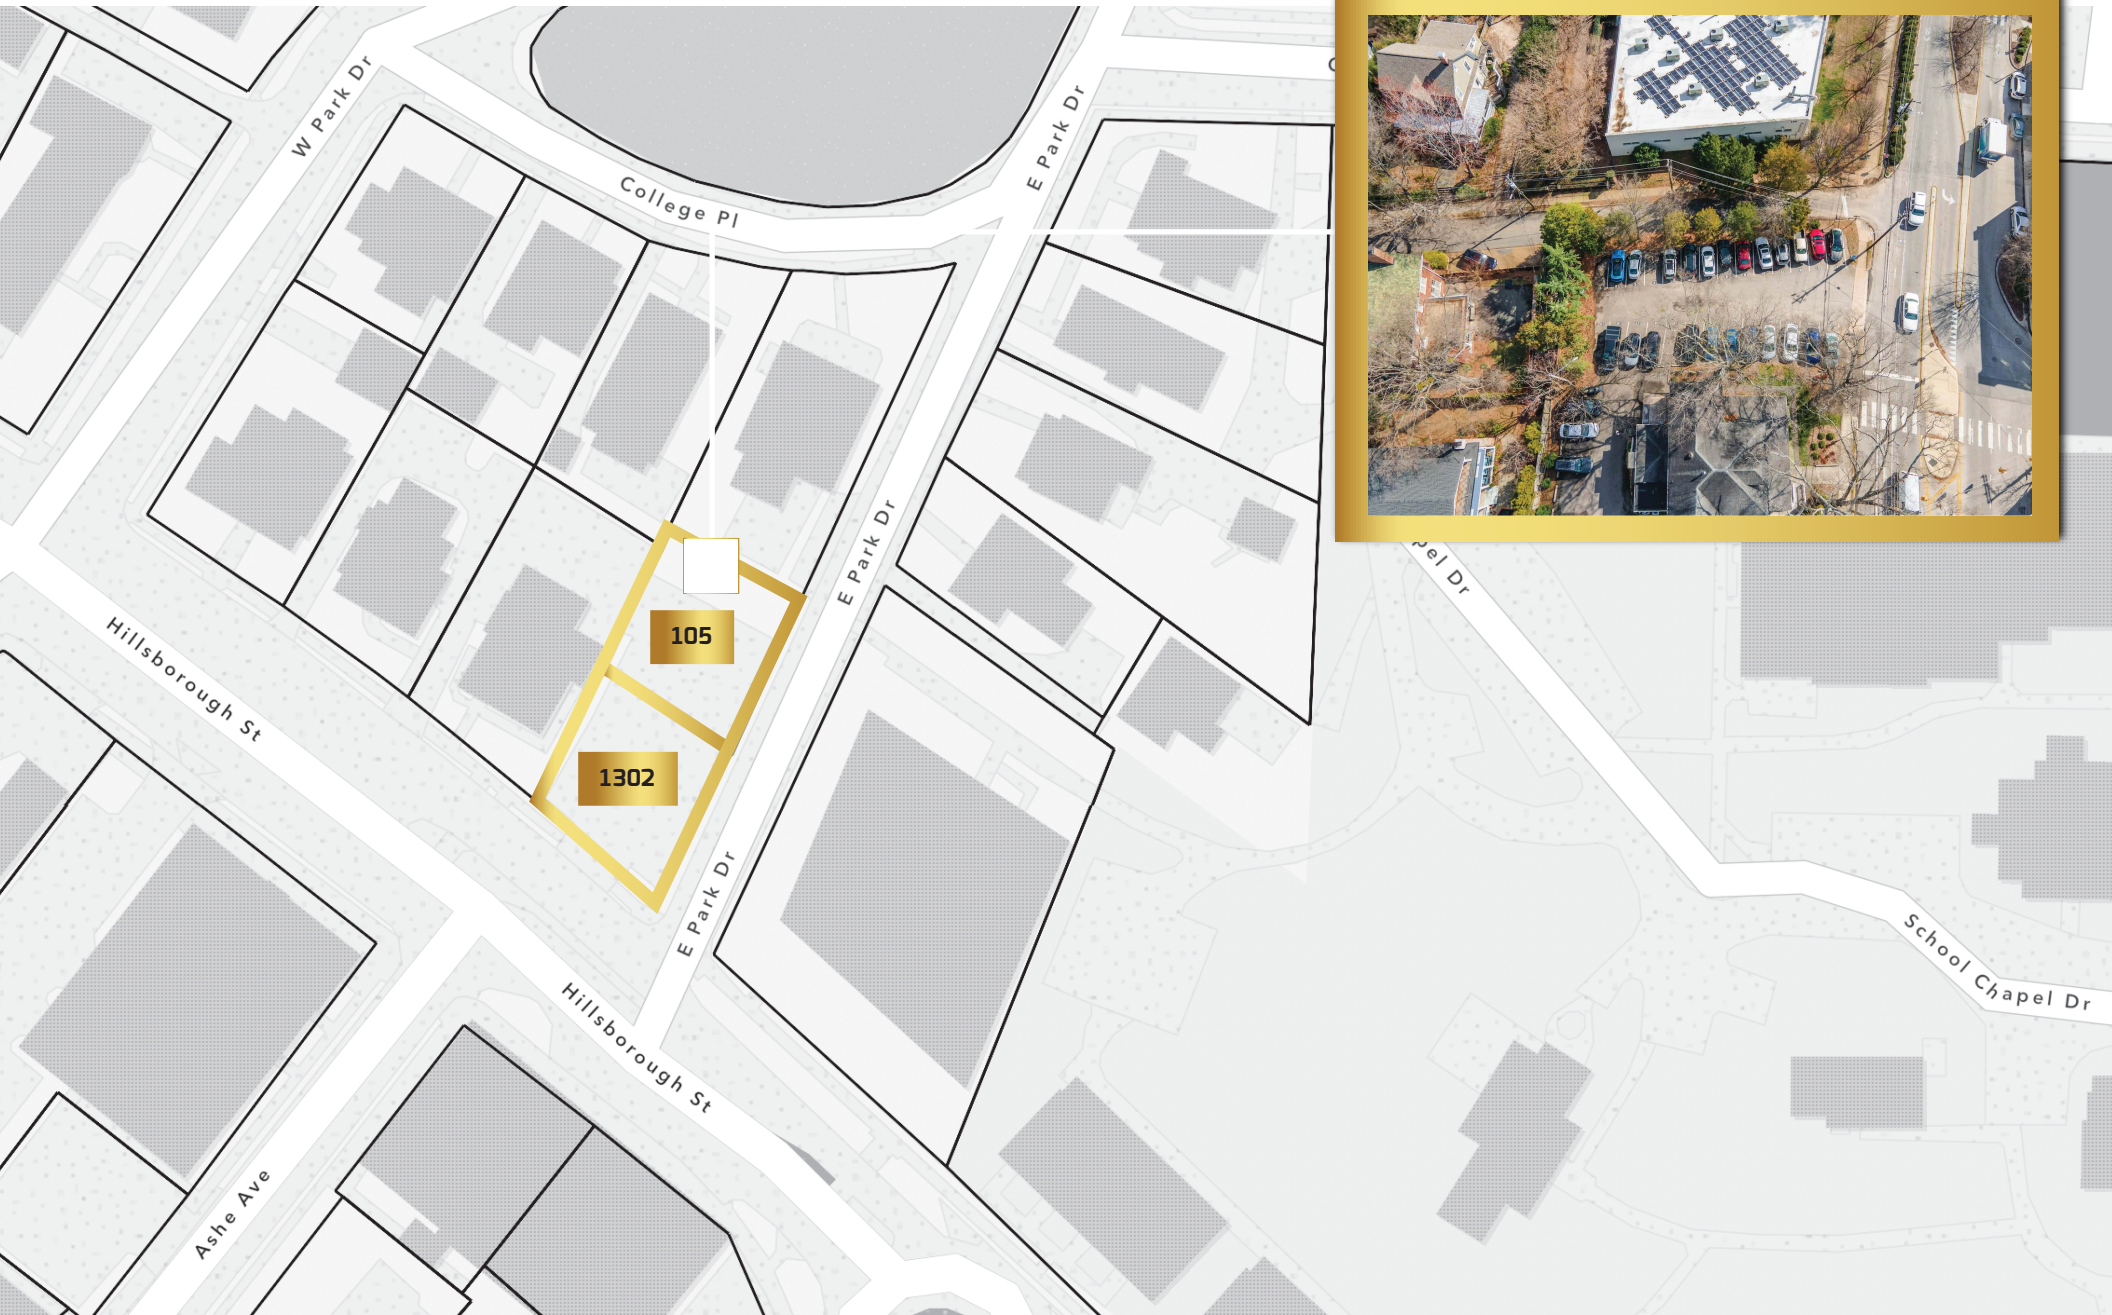 W Park Dr
College Pl
E Park Dr
C
E Park Dr
pel Dr
105
1302
Hillsborough St
E Park Dr
School Chapel Dr
Hillsborough St
Ashe Ave